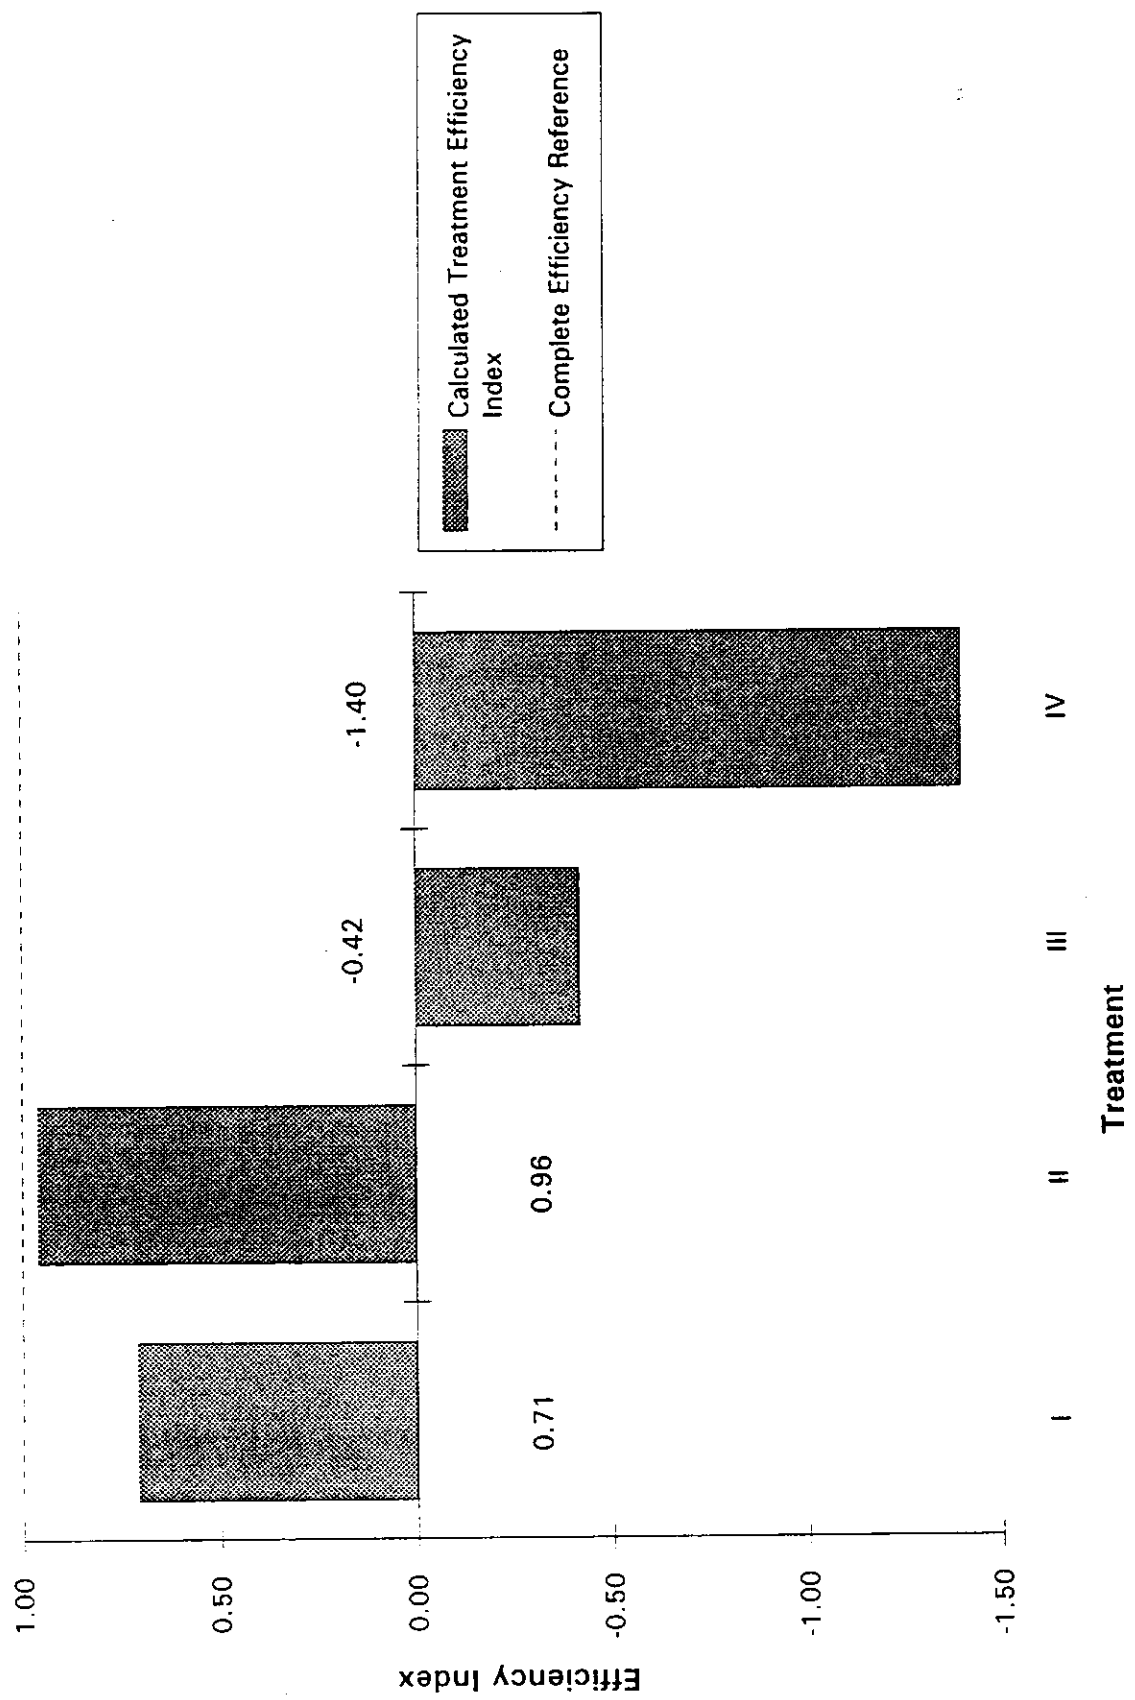 Efficiency Index
1.00
0.50
0.00
-0.50
-1.00
-1.50
0.71
0.96
-0.42
-1.40
I
II
III
IV
Treatment
Calculated Treatment Efficiency
Index
Complete Efficiency Reference